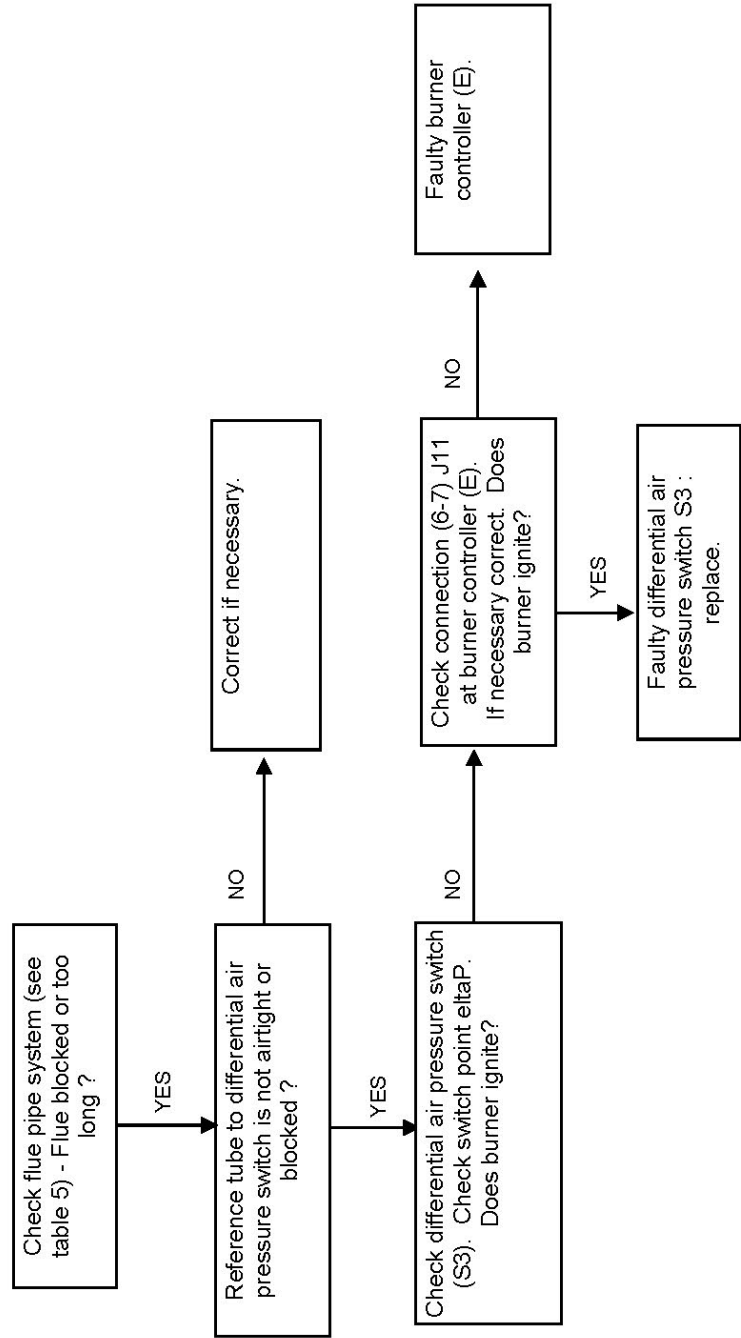 Check flue pipe system (see
table 5) - Flue blocked or too
long ?
YES
Reference tube to differential air
pressure switch is not airtight or
blocked ?
NO
Correct if necessary.
YES
Check differential air pressure switch
(S3). Check switch point eltaP.
Does burner ignite?
NO
Check connection (6-7) J11
at burner controller (E).
If necessary correct. Does
burner ignite?
NO
Faulty burner
controller (E).
YES
Faulty differential air
pressure switch S3 :
replace.